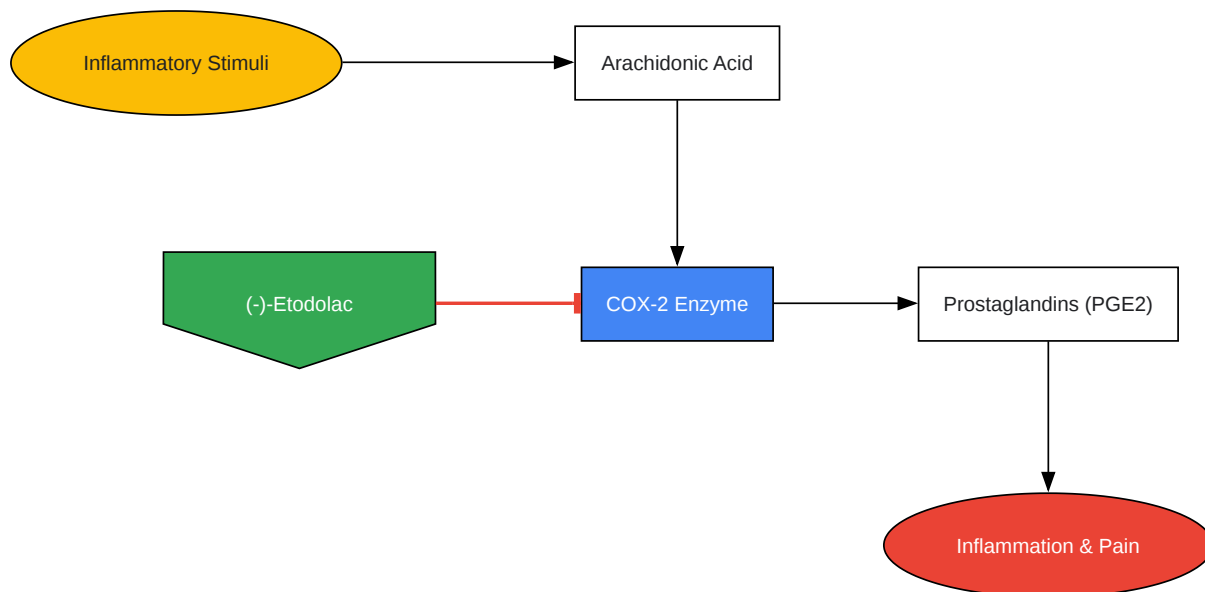 Inflammatory Stimuli
Arachidonic Acid
(-)-Etodolac
COX-2 Enzyme
Prostaglandins (PGE2)
Inflammation & Pain